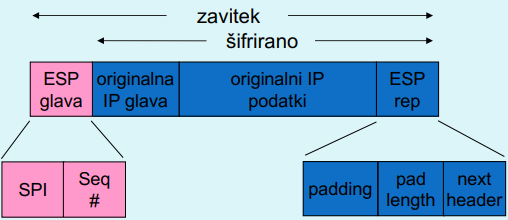 zavitek
šifrirano
ESP
glava
originalna
IP glava
originalni IP
podatki
ESP
rep
SPI
Seq
#
padding
pad
length
next
header